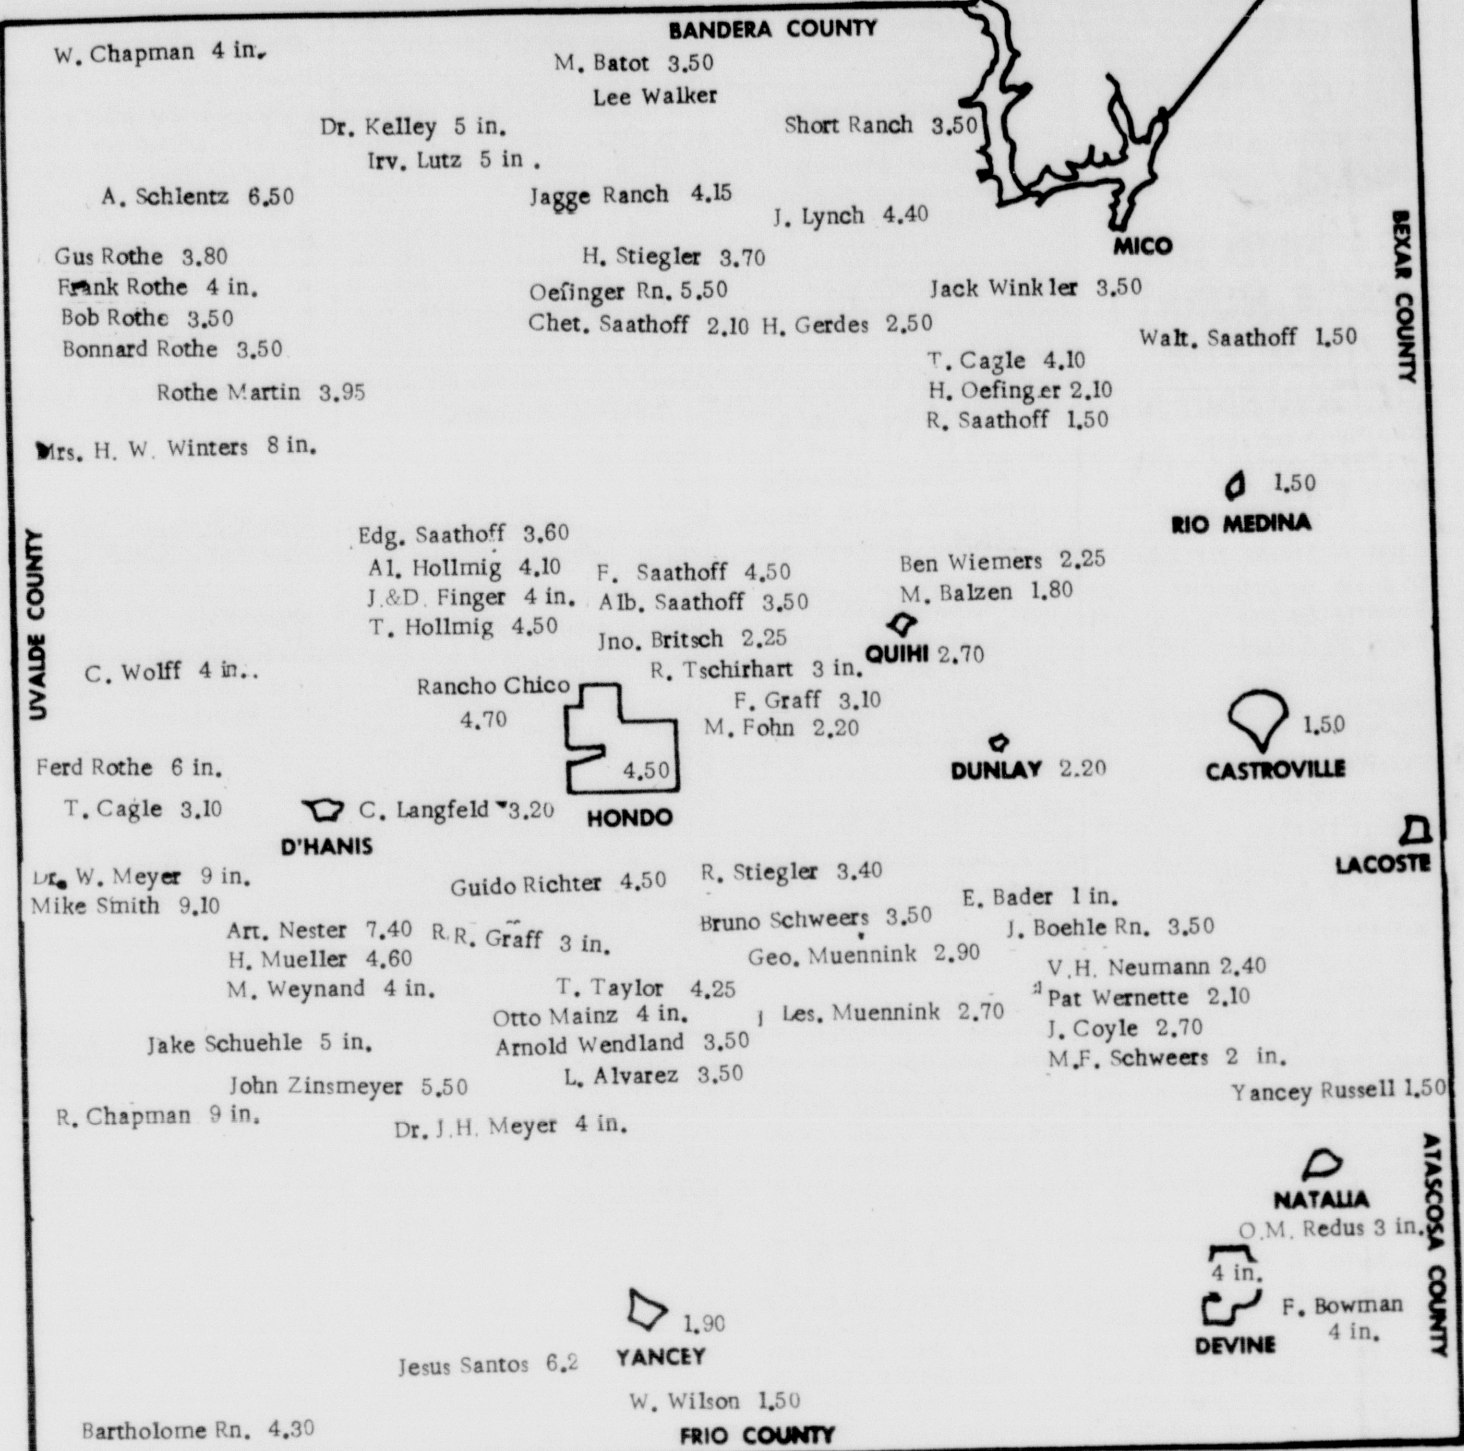 BANDERA COUNTY
W. Chapman 4 in.
M. Batot 3.50
Lee Walker
Dr. Kelley 5 in.
Short Ranch 3.50
Irv. Lutz 5 in.
A. Schlentz 6.50
Jagge Ranch 4.15
J. Lynch 4.40
MICO
BEXAR COUNTY
Gus Rothe 3.80
H. Stiegler 3.70
Frank Rothe 4 in.
Oefinger Rn. 5.50
Jack Winkler 3.50
Bob Rothe 3.50
Chet. Saathoff 2.10 H. Gerdes 2.50
Walt. Saathoff 1.50
Bonnard Rothe 3.50
T. Cagle 4.10
Rothe Martin 3.95
H. Oefinger 2.10
R. Saathoff 1.50
Mrs. H. W. Winters 8 in.
1.50
RIO MEDINA
UVALDE COUNTY
Edg. Saathoff 3.60
Al. Hollmig 4.10
F. Saathoff 4.50
Ben Wiemers 2.25
J.&D. Finger 4 in.
Alb. Saathoff 3.50
M. Balzen 1.80
T. Hollmig 4.50
Jno. Britsch 2.25
QUIHI 2.70
C. Wolff 4 in..
R. Tschirhart 3 in.
Rancho Chico
4.70
F. Graff 3.10
M. Fohn 2.20
1.50
CASTROVILLE
Ferd Rothe 6 in.
4.50
HONDO
DUNLAY 2.20
T. Cagle 3.10
C. Langfeld 3.20
D'HANIS
LACOSTE
Dr. W. Meyer 9 in.
Guido Richter 4.50
R. Stiegler 3.40
Mike Smith 9.10
E. Bader 1 in.
Art. Nester 7.40
R.R. Graff 3 in.
Bruno Schweers 3.50
J. Boehle Rn. 3.50
H. Mueller 4.60
Geo. Muennink 2.90
V.H. Neumann 2.40
M. Weynand 4 in.
T. Taylor 4.25
Pat Wernette 2.10
Otto Mainz 4 in.
Les. Muennink 2.70
J. Coyle 2.70
Jake Schuehle 5 in.
Arnold Wendland 3.50
M.F. Schweers 2 in.
John Zinsmeyer 5.50
L. Alvarez 3.50
Yancey Russell 1.50
R. Chapman 9 in.
Dr. J.H. Meyer 4 in.
ATASCOSA COUNTY
NATALIA
O.M. Redus 3 in.
4 in.
DEVINE
F. Bowman
4 in.
1.90
YANCEY
Jesus Santos 6.2
W. Wilson 1.50
Bartholome Rn. 4.30
FRIO COUNTY